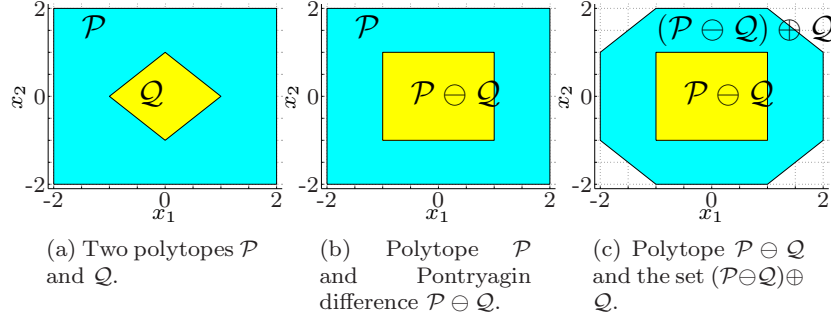 2
𝒫
x₂
0
𝒬
-2
-2
0
2
x₁
(a) Two polytopes 𝒫
and 𝒬.
2
𝒫
x₂
0
𝒫 ⊖ 𝒬
-2
-2
0
2
x₁
(b) Polytope 𝒫
and Pontryagin
difference 𝒫 ⊖ 𝒬.
2
(𝒫 ⊖ 𝒬) ⊕ 𝒬
x₂
0
𝒫 ⊖ 𝒬
-2
-2
0
2
x₁
(c) Polytope 𝒫 ⊖ 𝒬
and the set (𝒫⊖𝒬)⊕
𝒬.